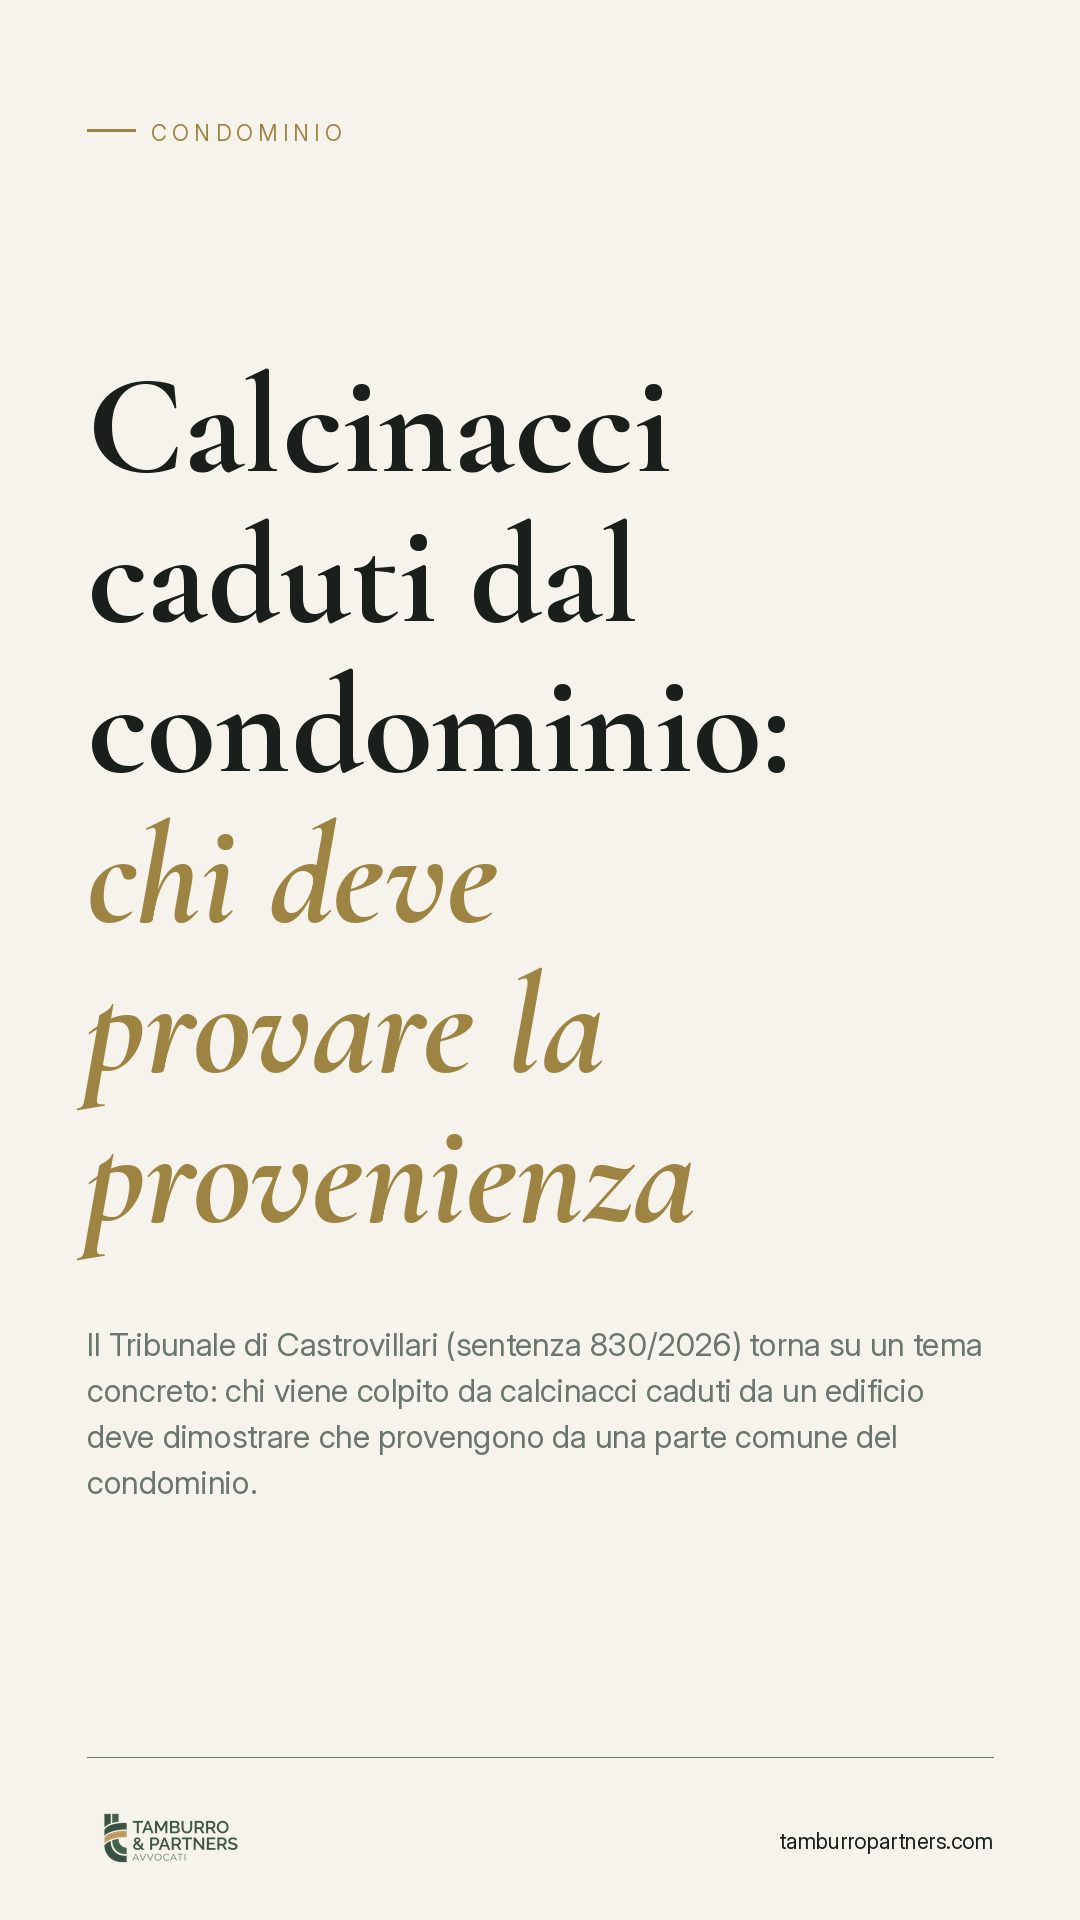 CONDOMINIO
Calcinacci
caduti dal
condominio:
chi deve
provare la
provenienza
Il Tribunale di Castrovillari (sentenza 830/2026) torna su un tema
concreto: chi viene colpito da calcinacci caduti da un edificio
deve dimostrare che provengono da una parte comune del
condominio.
TAMBURRO
& PARTNERS
AVVOCATI
tamburropartners.com